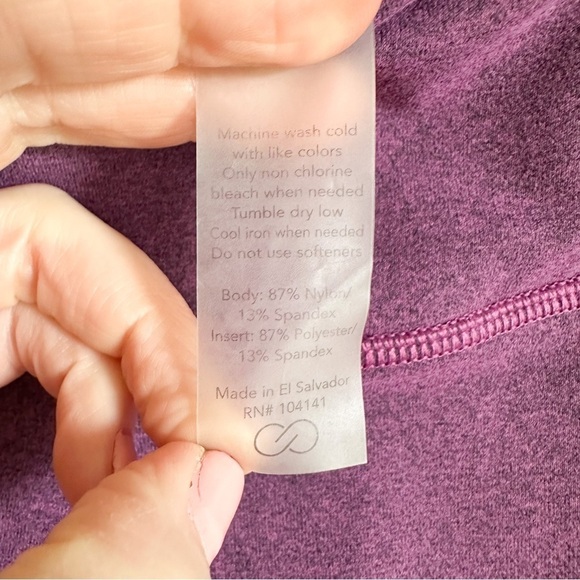 Machine wash cold
with like colors
Only non chlorine
bleach when needed
Tumble dry low
Cool iron when needed
Do not use softeners
Body: 87% Nylon/
13% Spandex
Insert: 87% Polyester/
13% Spandex
Made in El Salvador
RN# 104141